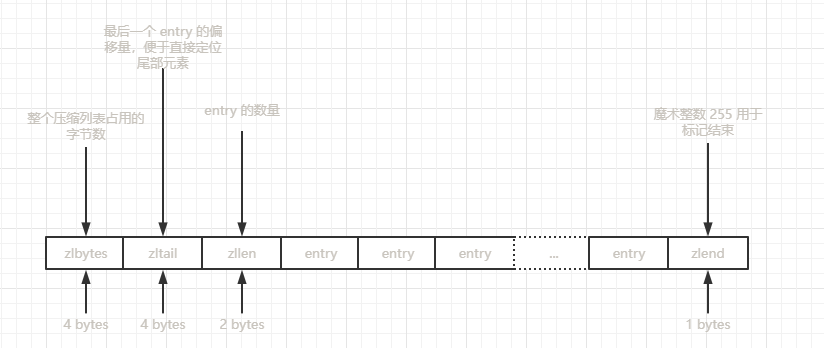 最后一个 entry 的偏
移量，便于直接定位
尾部元素
整个压缩列表占用的
字节数
entry 的数量
魔术整数 255 用于
标记结束
zlbytes zltail zllen entry entry entry ... entry zlend
4 bytes 4 bytes 2 bytes 1 bytes